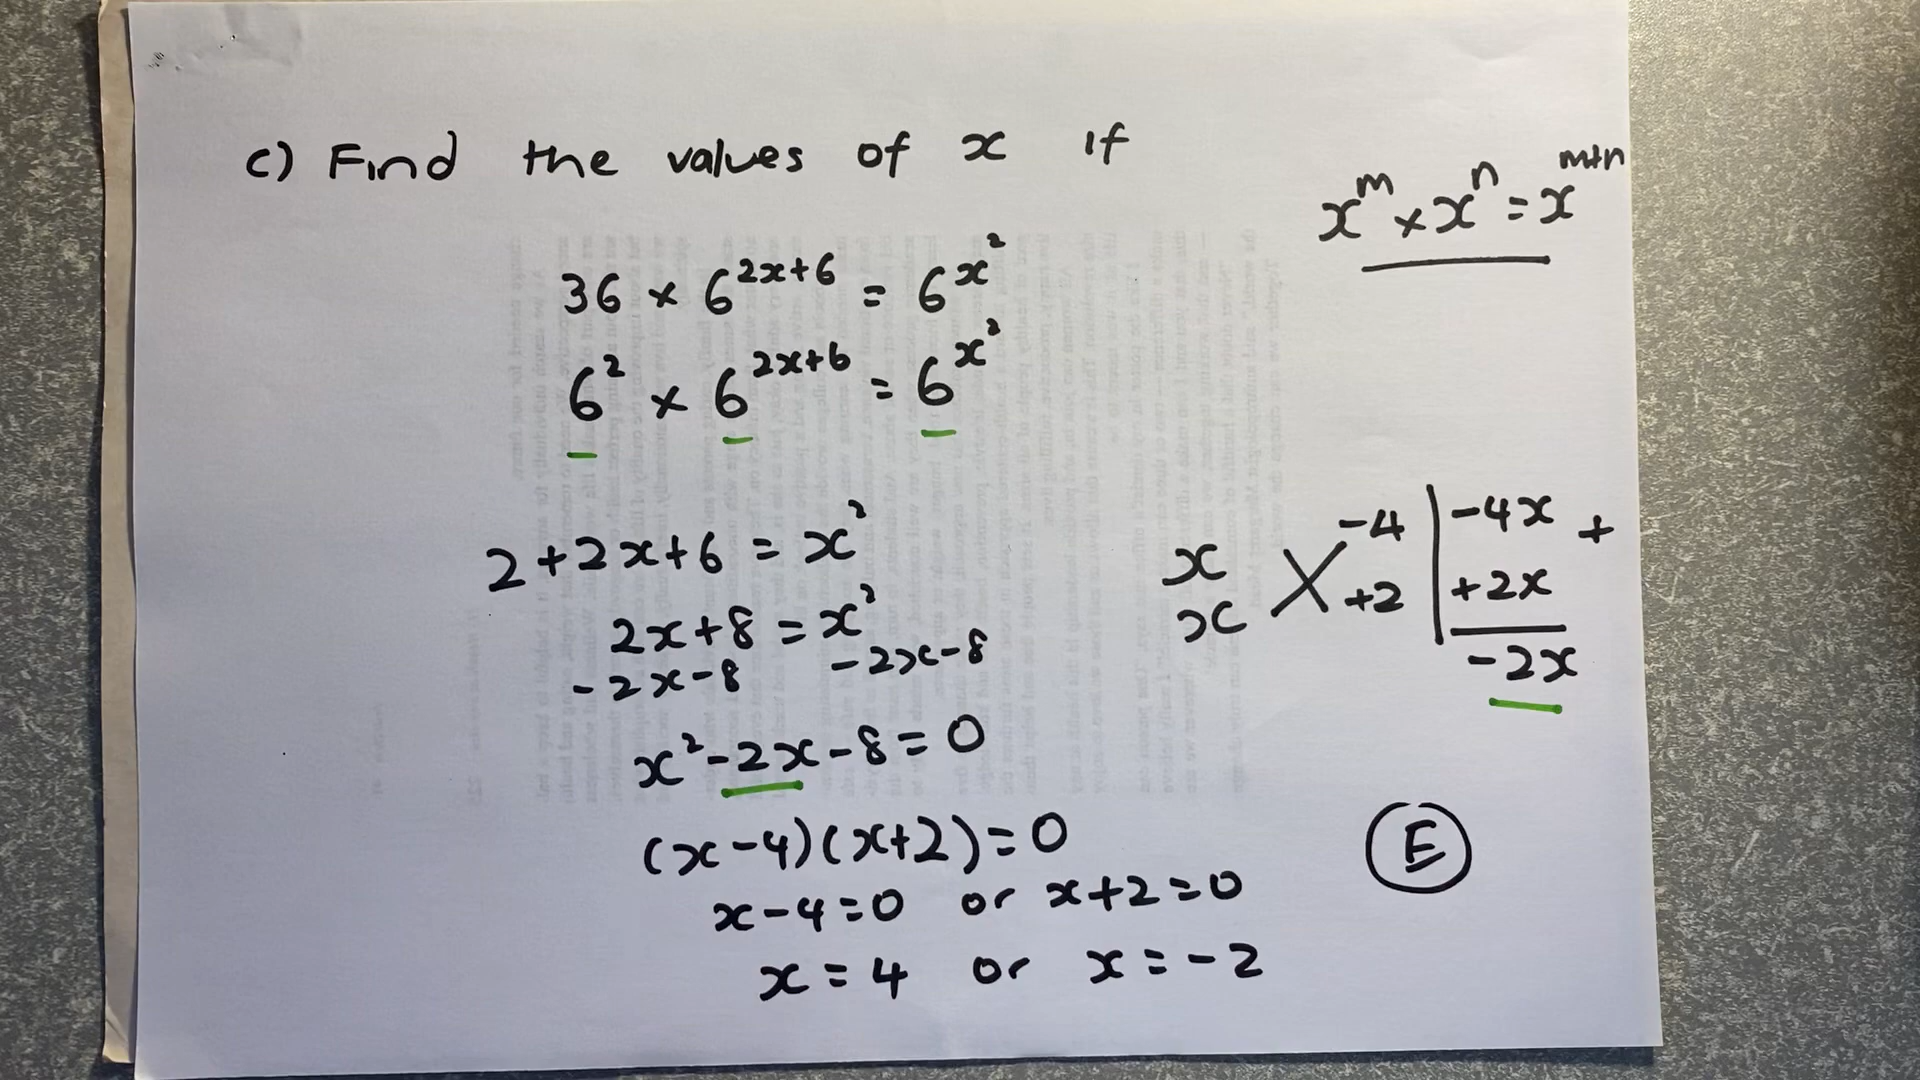 c) Find the values of x if
x^m × x^n = x^{m+n}
36 × 6^{2x+6} = 6^{x²}
6² × 6^{2x+6} = 6^{x²}
2+2x+6 = x²
2x+8 = x²
-2x-8 -2x-8
x²-2x-8=0
(x-4)(x+2)=0
x-4=0 or x+2=0
x=4 or x=-2
x -4 -4x +
x +2 +2x
-2x
E